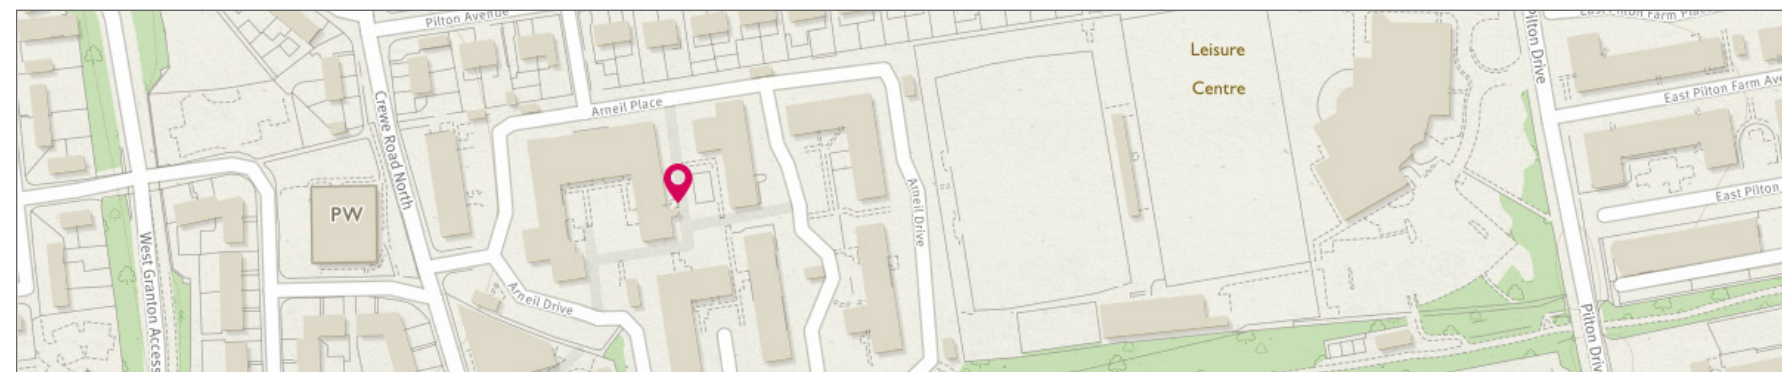 Pilton Avenue
East Pilton Farm Place
Leisure
Centre
Pilton Drive
East Pilton Farm Ave
Arneil Place
Crewe Road North
PW
Arneil Drive
East Pilton
West Granton Access
Arneil Drive
Pilton Driv